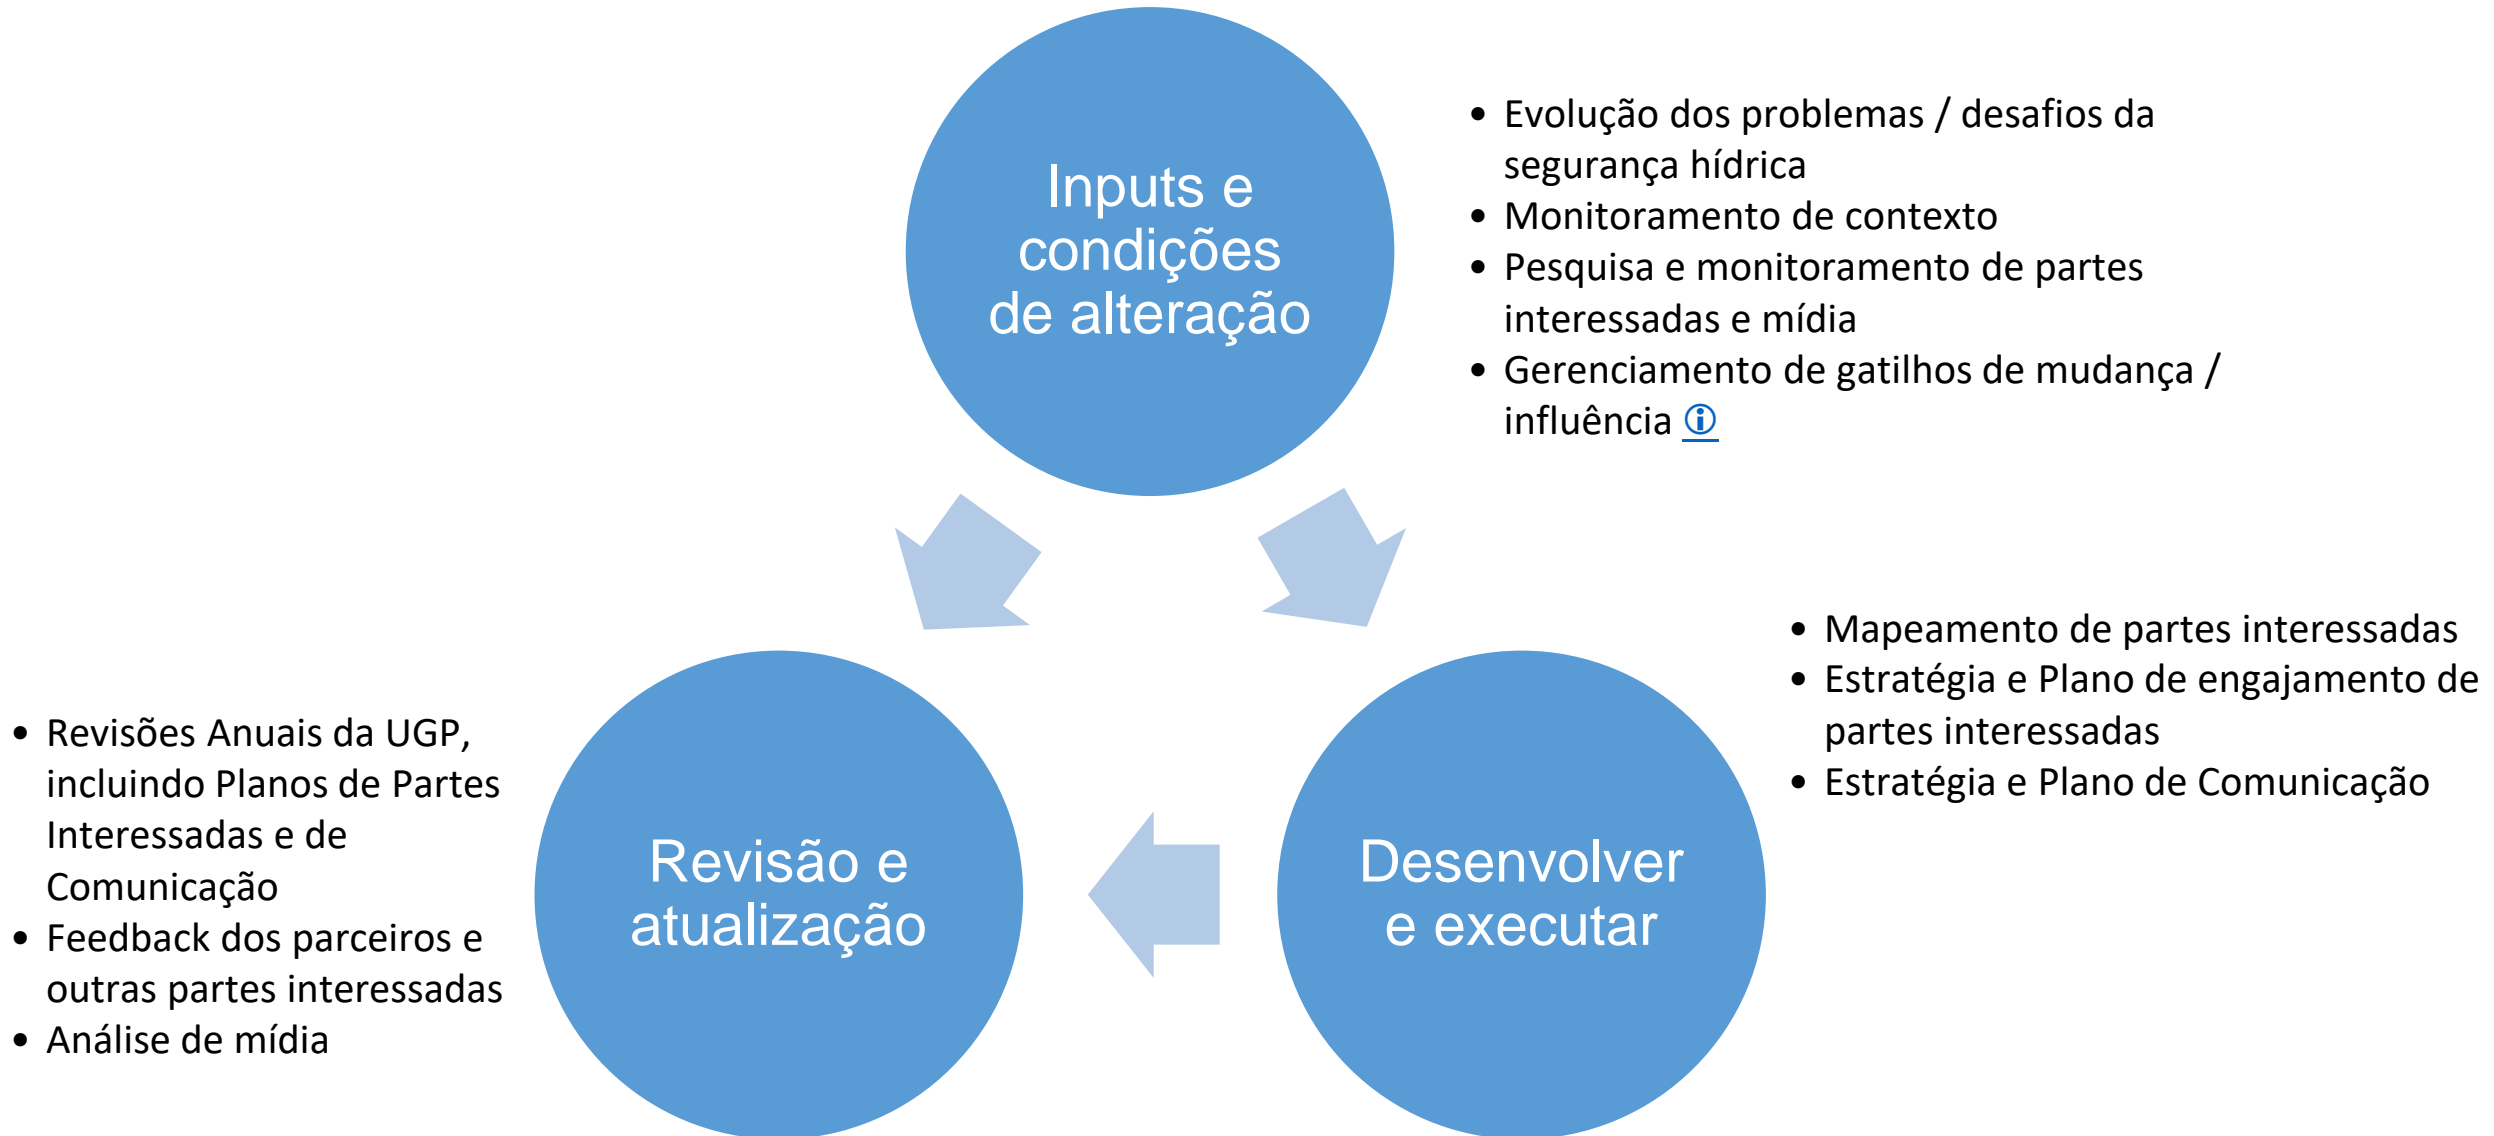 Inputs e
condições
de alteração
• Evolução dos problemas / desafios da
segurança hídrica
• Monitoramento de contexto
• Pesquisa e monitoramento de partes
interessadas e mídia
• Gerenciamento de gatilhos de mudança /
influência 🛈
• Mapeamento de partes interessadas
• Estratégia e Plano de engajamento de
partes interessadas
• Estratégia e Plano de Comunicação
Desenvolver
e executar
• Revisões Anuais da UGP,
incluindo Planos de Partes
Interessadas e de
Comunicação
• Feedback dos parceiros e
outras partes interessadas
• Análise de mídia
Revisão e
atualização